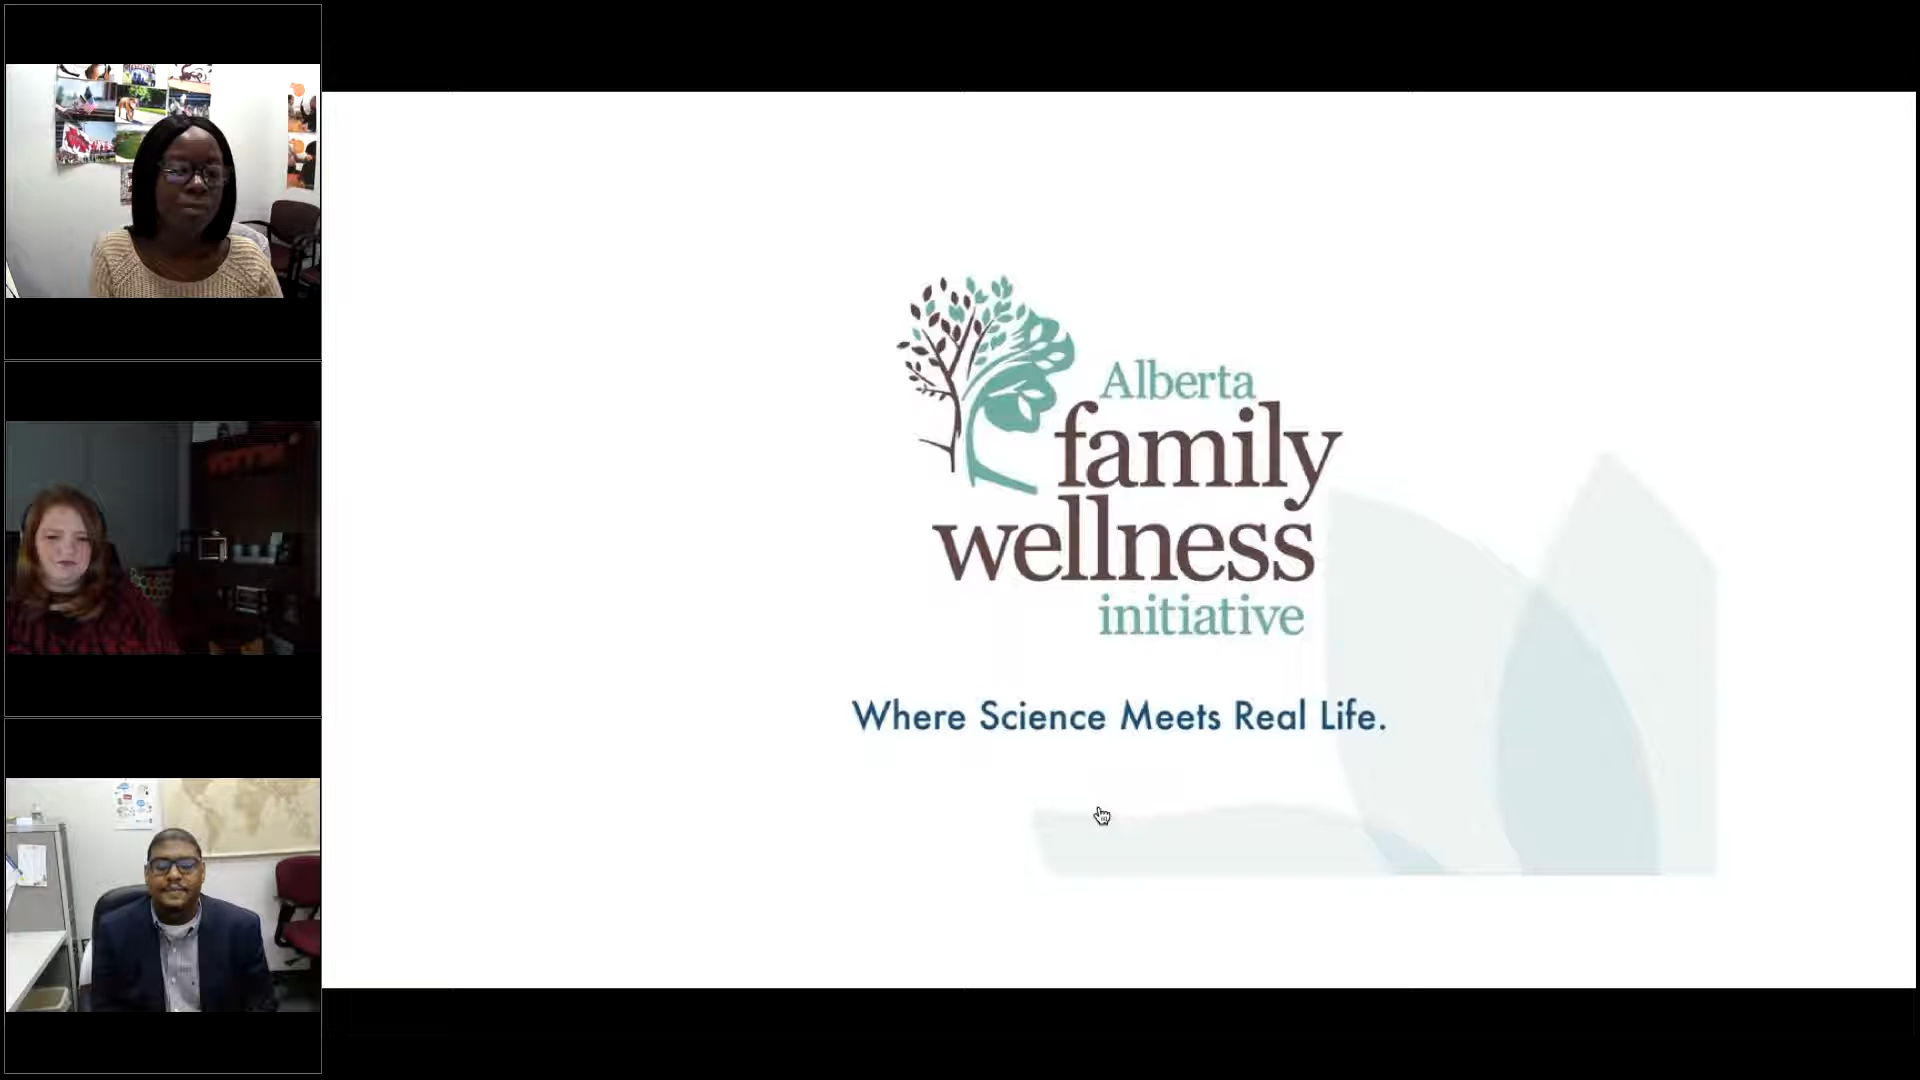 Alberta
family
wellness
initiative
Where Science Meets Real Life.